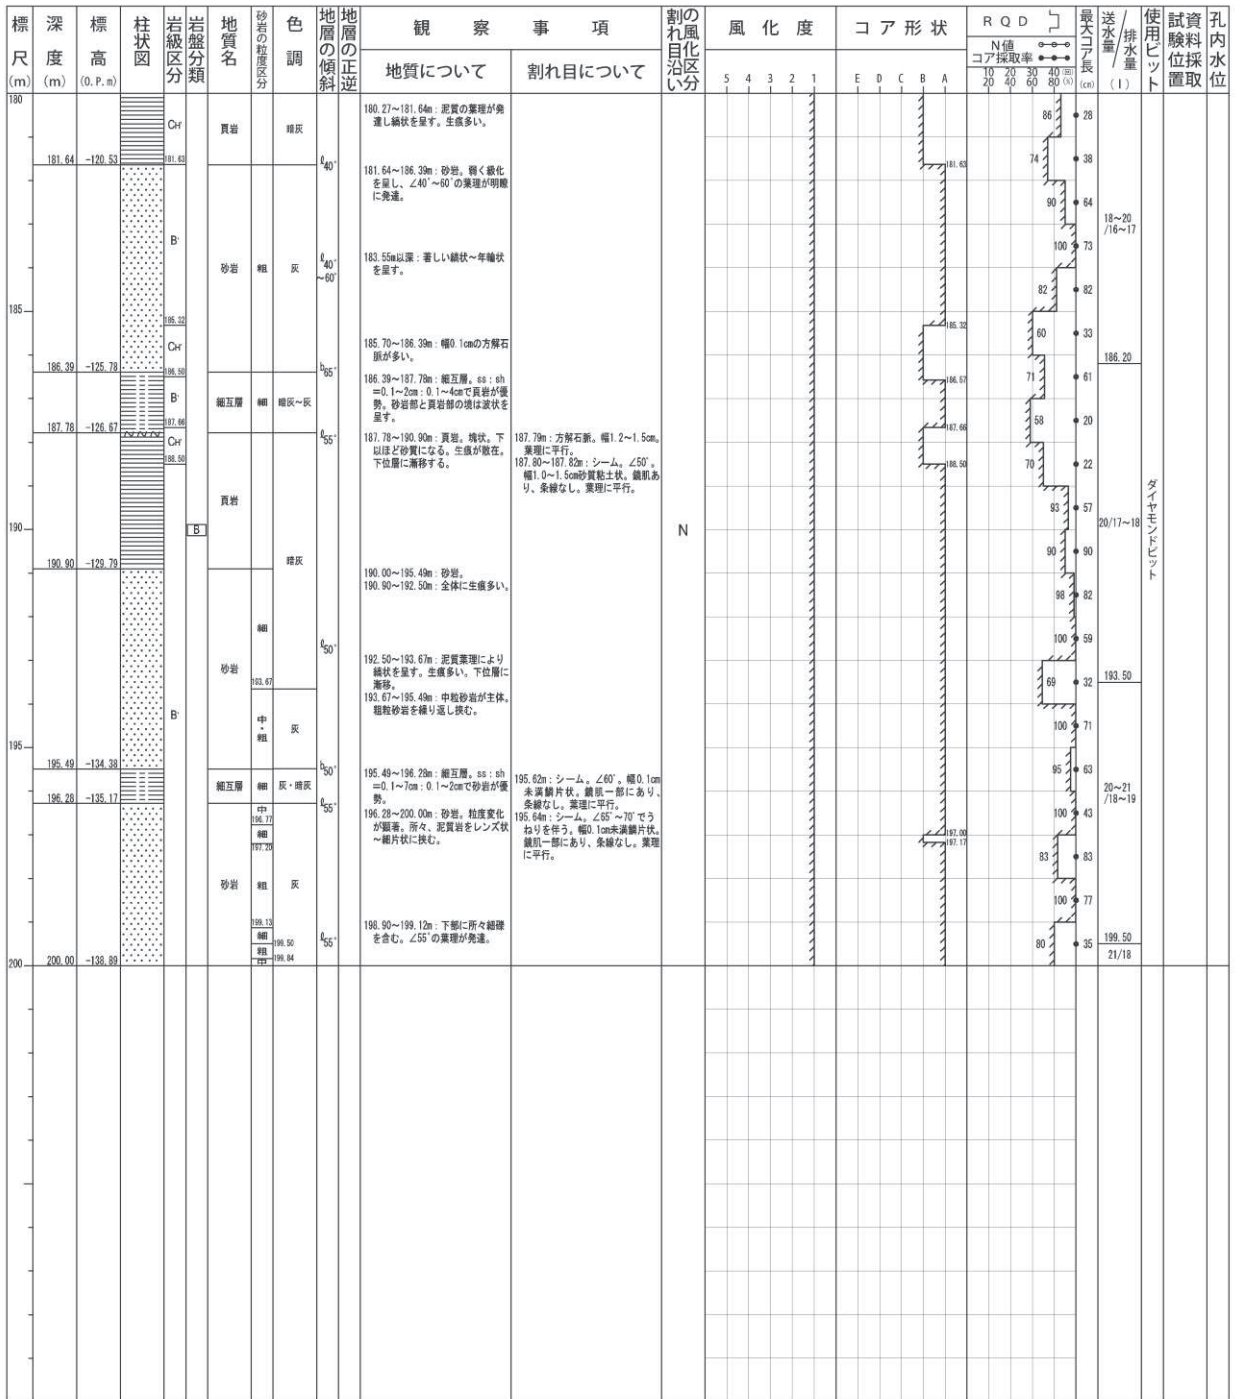 標尺(m)
深度(m)
標高(O.P.m)
柱状図
岩級区分
岩盤分類
地質名
砂岩の粒度区分
色調
地層の傾斜
地層の正逆
観察事項
地質について
割れ目について
割れ目沿いの風化区分
風化度
5 4 3 2 1
コア形状
E D C B A
RQD
N値
コア採取率
10 20 30 40 (回)
20 40 60 80 (%)
最大コア長(cm)
送水量/排水量(l)
使用ビット
試験位置
資料採取
孔内水位
180
185
190
195
200
181.64 -120.53
186.39 -125.78
187.78 -126.67
190.90 -129.79
195.49 -134.38
196.28 -135.17
200.00 -138.89
CH'
181.63
B'
185.32
CH'
186.50
B'
187.66
CH'
188.50
B'
B
頁岩
砂岩
細互層
頁岩
砂岩
細互層
砂岩
粗
細
細
193.67
中・粗
細
中
196.77
細
197.20
粗
199.13
細
199.50
粗
199.84
中
暗灰
灰
暗灰~灰
暗灰
灰
灰・暗灰
灰
ℓ40°
ℓ40°~60°
b65°
ℓ55°
ℓ50°
b50°
ℓ55°
ℓ55°
180.27~181.64m:泥質の葉理が発
達し縞状を呈す。生痕多い。
181.64~186.39m:砂岩。弱く級化
を呈し、∠40°~60°の葉理が明瞭
に発達。
183.55m以深:著しい縞状~年輪状
を呈す。
185.70~186.39m:幅0.1cmの方解石
脈が多い。
186.39~187.78m:細互層。ss:sh
=0.1~2cm:0.1~4cmで頁岩が優
勢。砂岩部と頁岩部の境は波状を
呈す。
187.78~190.90m:頁岩。塊状。下
以ほど砂質になる。生痕が散在。
下位層に漸移する。
190.00~195.49m:砂岩。
190.90~192.50m:全体に生痕多い。
192.50~193.67m:泥質葉理により
縞状を呈す。生痕多い。下位層に
漸移。
193.67~195.49m:中粒砂岩が主体。
粗粒砂岩を繰り返し挟む。
195.49~196.28m:細互層。ss:sh
=0.1~7cm:0.1~2cmで砂岩が優
勢。
196.28~200.00m:砂岩。粒度変化
が顕著。所々、泥質岩をレンズ状
~細片状に挟む。
198.90~199.12m:下部に所々細礫
を含む。∠55°の葉理が発達。
187.79m:方解石脈。幅1.2~1.5cm。
葉理に平行。
187.80~187.82m:シーム。∠50°。
幅1.0~1.5cm砂質粘土状。鏡肌あ
り、条線なし。葉理に平行。
195.62m:シーム。∠60°。幅0.1cm
未満鱗片状。鏡肌一部にあり、
条線なし。葉理に平行。
195.64m:シーム。∠65°~70°でう
ねりを伴う。幅0.1cm未満鱗片状。
鏡肌一部にあり、条線なし。葉理
に平行。
N
181.63
185.32
186.57
187.66
188.50
197.00
197.17
86 28
74 38
90 64
100 73
82 82
60 33
71 61
58 20
70 22
93 57
90 90
98 82
100 59
69 32
100 71
95 63
100 43
83 83
100 77
80 35
18~20
/16~17
186.20
20/17~18
193.50
20~21
/18~19
199.50
21/18
ダイヤモンドビット